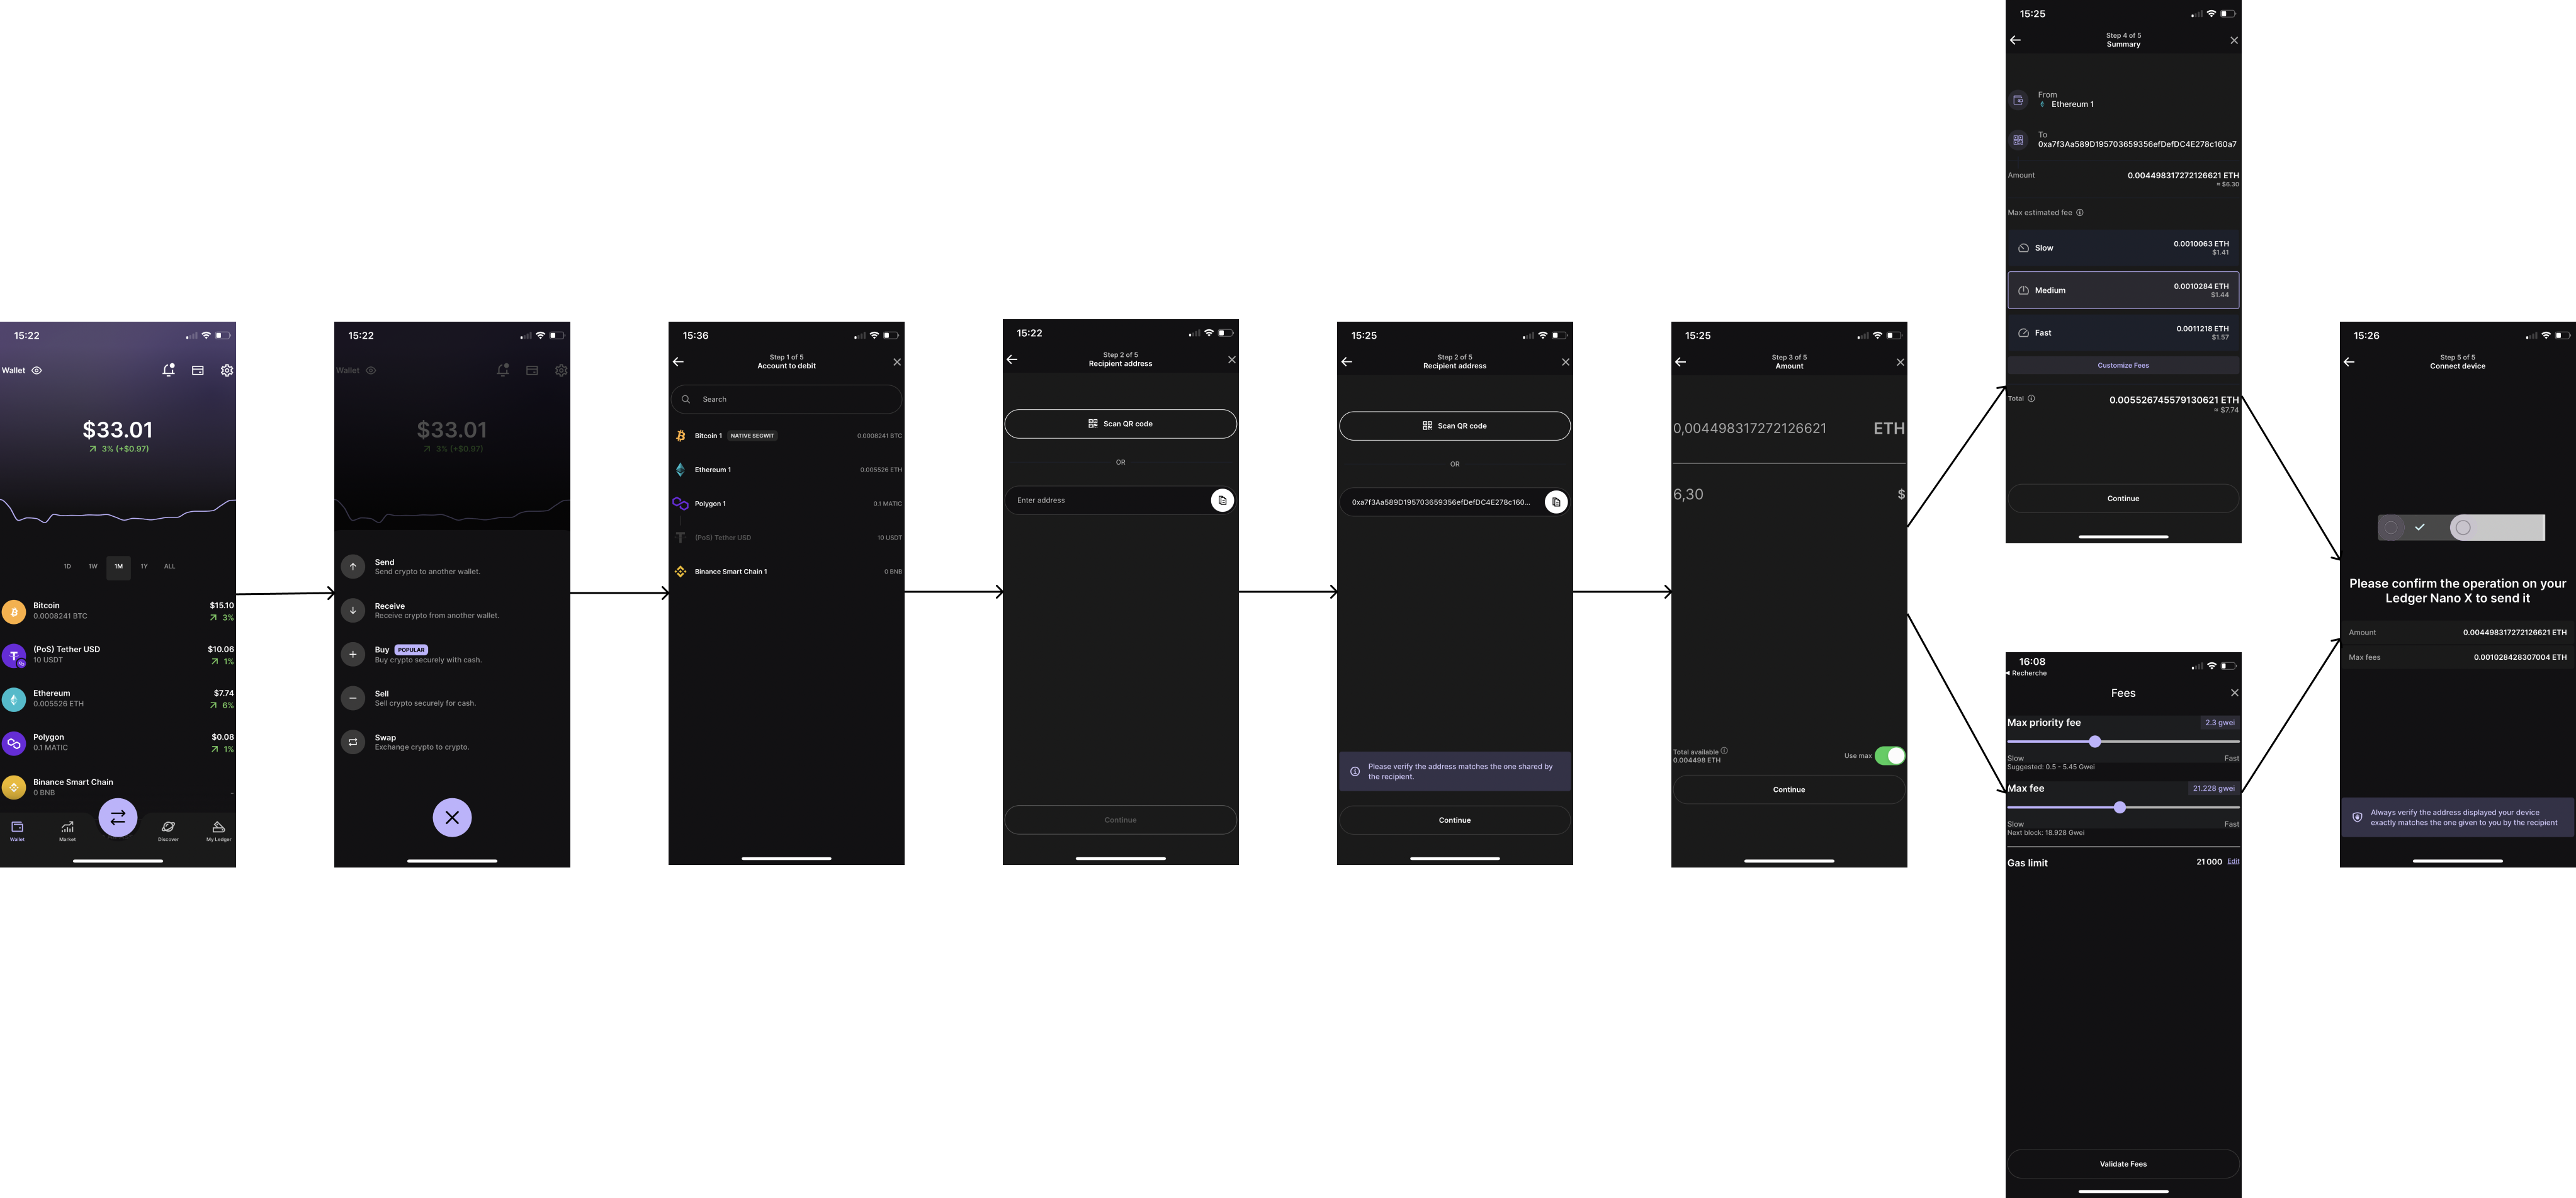 15:22
Wallet
$33.01
3% (+$0.97)
1D 1W 1M 1Y ALL
Bitcoin $15.10
0.0008241 BTC 3%
(PoS) Tether USD $10.06
10 USDT 1%
Ethereum $7.74
0.005526 ETH 6%
Polygon $0.08
0.1 MATIC 1%
Binance Smart Chain
0 BNB -
Wallet Market Discover My Ledger
15:22
Wallet
$33.01
3% (+$0.97)
Send
Send crypto to another wallet.
Receive
Receive crypto from another wallet.
Buy POPULAR
Buy crypto securely with cash.
Sell
Sell crypto securely for cash.
Swap
Exchange crypto to crypto.
15:36
Step 1 of 5
Account to debit
Search
Bitcoin 1 NATIVE SEGWIT 0.0008241 BTC
Ethereum 1 0.005526 ETH
Polygon 1 0.1 MATIC
(PoS) Tether USD 10 USDT
Binance Smart Chain 1 0 BNB
15:22
Step 2 of 5
Recipient address
Scan QR code
OR
Enter address
Continue
15:25
Step 2 of 5
Recipient address
Scan QR code
OR
0xa7f3Aa589D195703659356efDefDC4E278c160...
Please verify the address matches the one shared by
the recipient.
Continue
15:25
Step 3 of 5
Amount
0,004498317272126621 ETH
6,30 $
Total available
0.004498 ETH
Use max
Continue
15:25
Step 4 of 5
Summary
From
Ethereum 1
To
0xa7f3Aa589D195703659356efDefDC4E278c160a7
Amount 0.004498317272126621 ETH
≈ $6.30
Max estimated fee
Slow 0.0010063 ETH
$1.41
Medium 0.0010284 ETH
$1.44
Fast 0.0011218 ETH
$1.57
Customize Fees
Total 0.005526745579130621 ETH
≈ $7.74
Continue
16:08
Recherche
Fees
Max priority fee 2.3 gwei
Slow Fast
Suggested: 0.5 - 5.45 Gwei
Max fee 21.228 gwei
Slow Fast
Next block: 18.928 Gwei
Gas limit 21 000 Edit
Validate Fees
15:26
Step 5 of 5
Connect device
Please confirm the operation on your
Ledger Nano X to send it
Amount 0.004498317272126621 ETH
Max fees 0.001028428307004 ETH
Always verify the address displayed your device
exactly matches the one given to you by the recipient